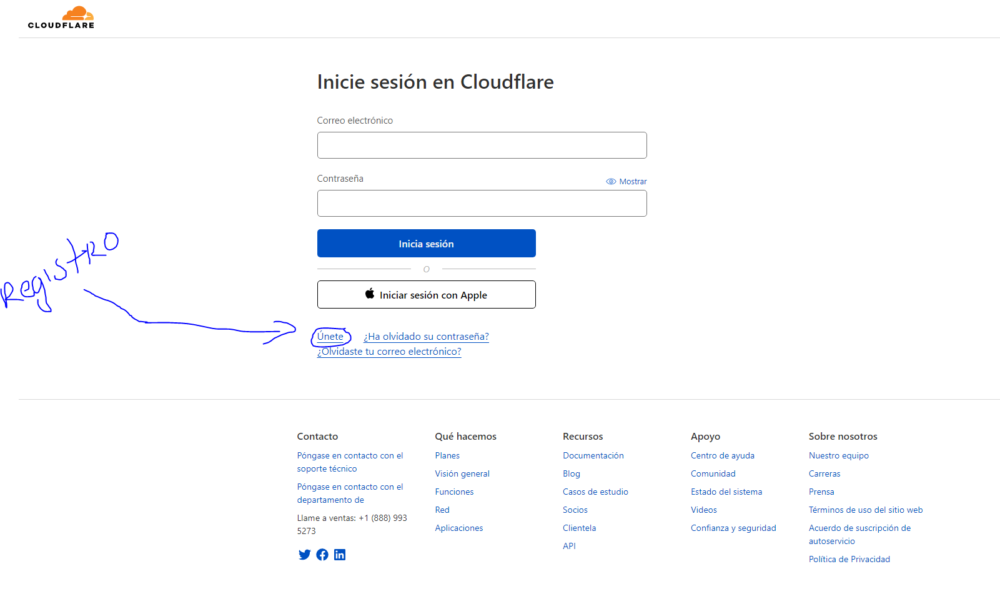 CLOUDFLARE
Inicie sesión en Cloudflare
Correo electrónico
Contraseña
Mostrar
Inicia sesión
O
Iniciar sesión con Apple
RegistRO
Únete
¿Ha olvidado su contraseña?
¿Olvidaste tu correo electrónico?
Contacto
Póngase en contacto con el
soporte técnico
Póngase en contacto con el
departamento de
Llame a ventas: +1 (888) 993
5273
Qué hacemos
Planes
Visión general
Funciones
Red
Aplicaciones
Recursos
Documentación
Blog
Casos de estudio
Socios
Clientela
API
Apoyo
Centro de ayuda
Comunidad
Estado del sistema
Videos
Confianza y seguridad
Sobre nosotros
Nuestro equipo
Carreras
Prensa
Términos de uso del sitio web
Acuerdo de suscripción de
autoservicio
Política de Privacidad